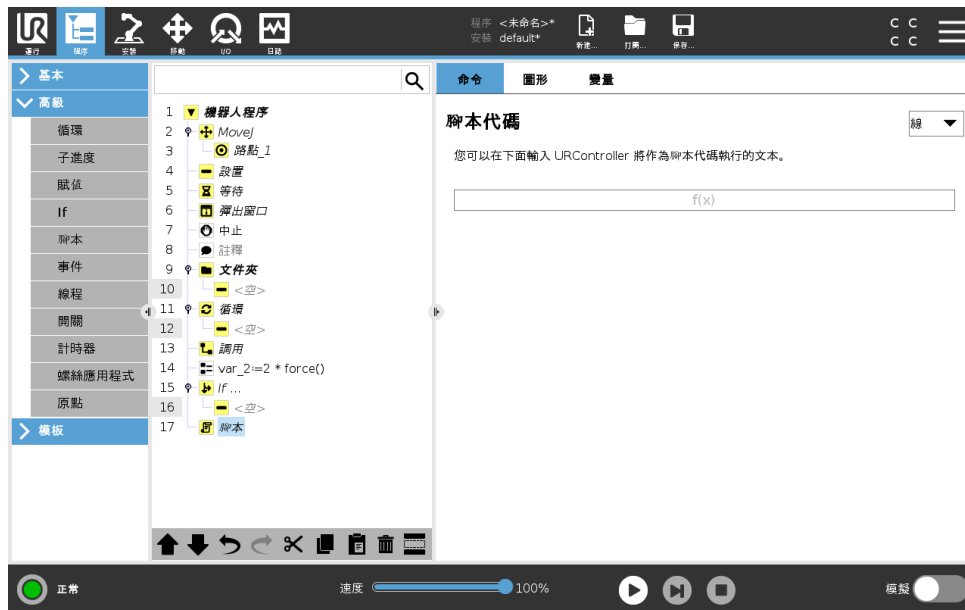 UR
運行
程序
安裝
移動
I/O
日誌
程序 <未命名>*
安裝 default*
新建...
打開...
保存...
C C
C C
基本
高級
循環
子進度
賦值
If
腳本
事件
線程
開關
計時器
螺絲應用程式
原點
模板
1 機器人程序
2 MoveJ
3 路點_1
4 設置
5 等待
6 彈出窗口
7 中止
8 註釋
9 文件夾
10 <空>
11 循環
12 <空>
13 調用
14 var_2:=2 * force()
15 If ...
16 <空>
17 腳本
命令 圖形 變量
腳本代碼
線
您可以在下面輸入 URController 將作為腳本代碼執行的文本。
f(x)
正常
速度 100%
模擬